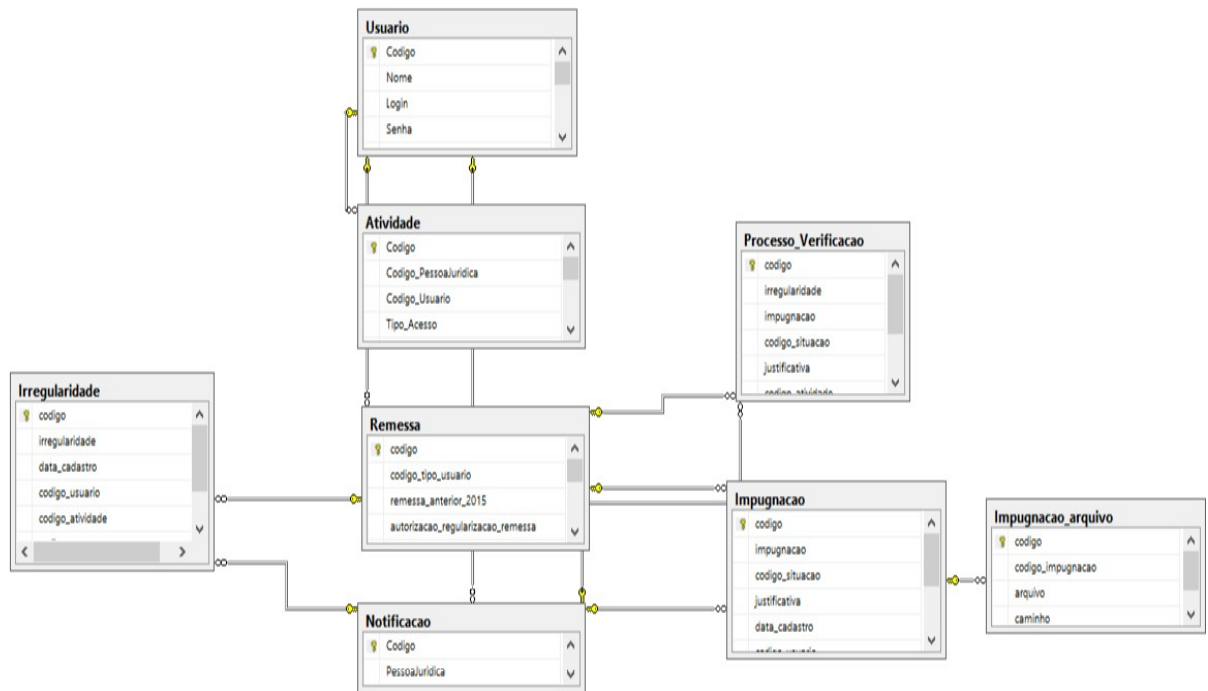 Usuario
Codigo
Nome
Login
Senha
Atividade
Codigo
Codigo_PessoaJuridica
Codigo_Usuario
Tipo_Acesso
Processo_Verificacao
codigo
irregularidade
impugnacao
codigo_situacao
justificativa
codigo_atividade
Irregularidade
codigo
irregularidade
data_cadastro
codigo_usuario
codigo_atividade
Remessa
codigo
codigo_tipo_usuario
remessa_anterior_2015
autorizacao_regularizacao_remessa
Impugnacao
codigo
impugnacao
codigo_situacao
justificativa
data_cadastro
codigo_usuario
Impugnacao_arquivo
codigo
codigo_impugnacao
arquivo
caminho
Notificacao
Codigo
PessoaJuridica